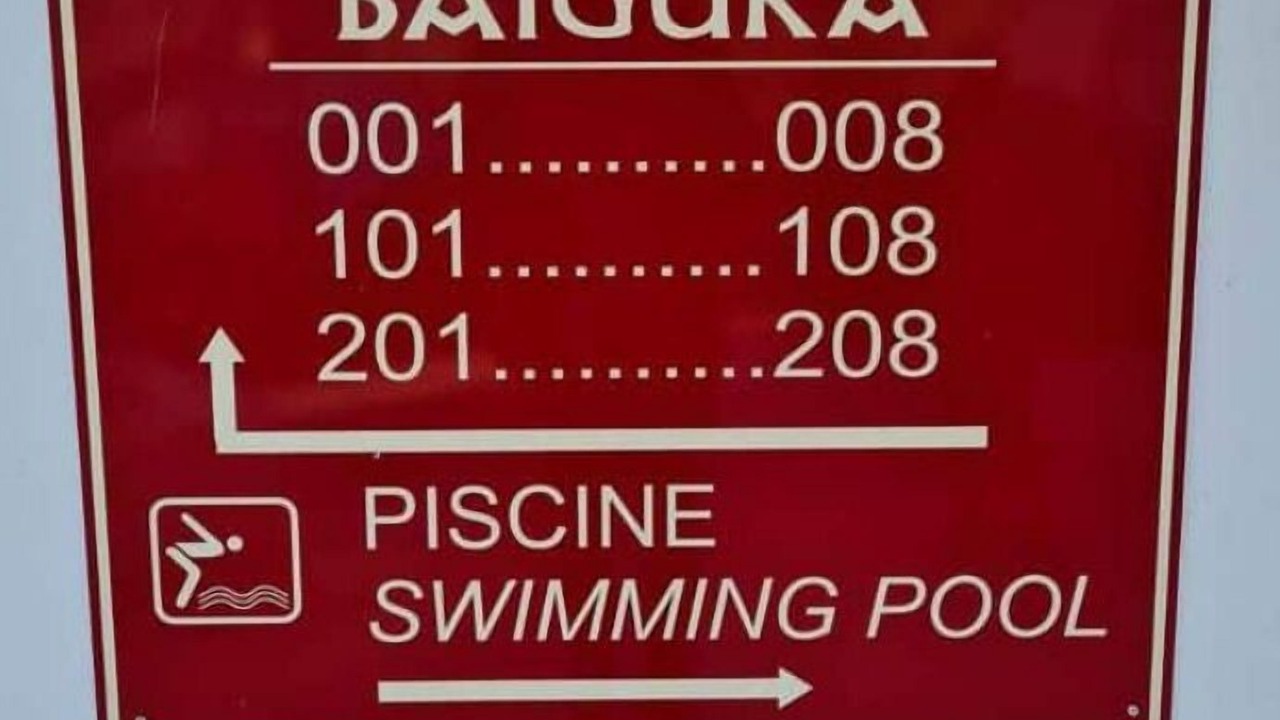 BAIGURA
001..........008
101..........108
201..........208
PISCINE
SWIMMING POOL